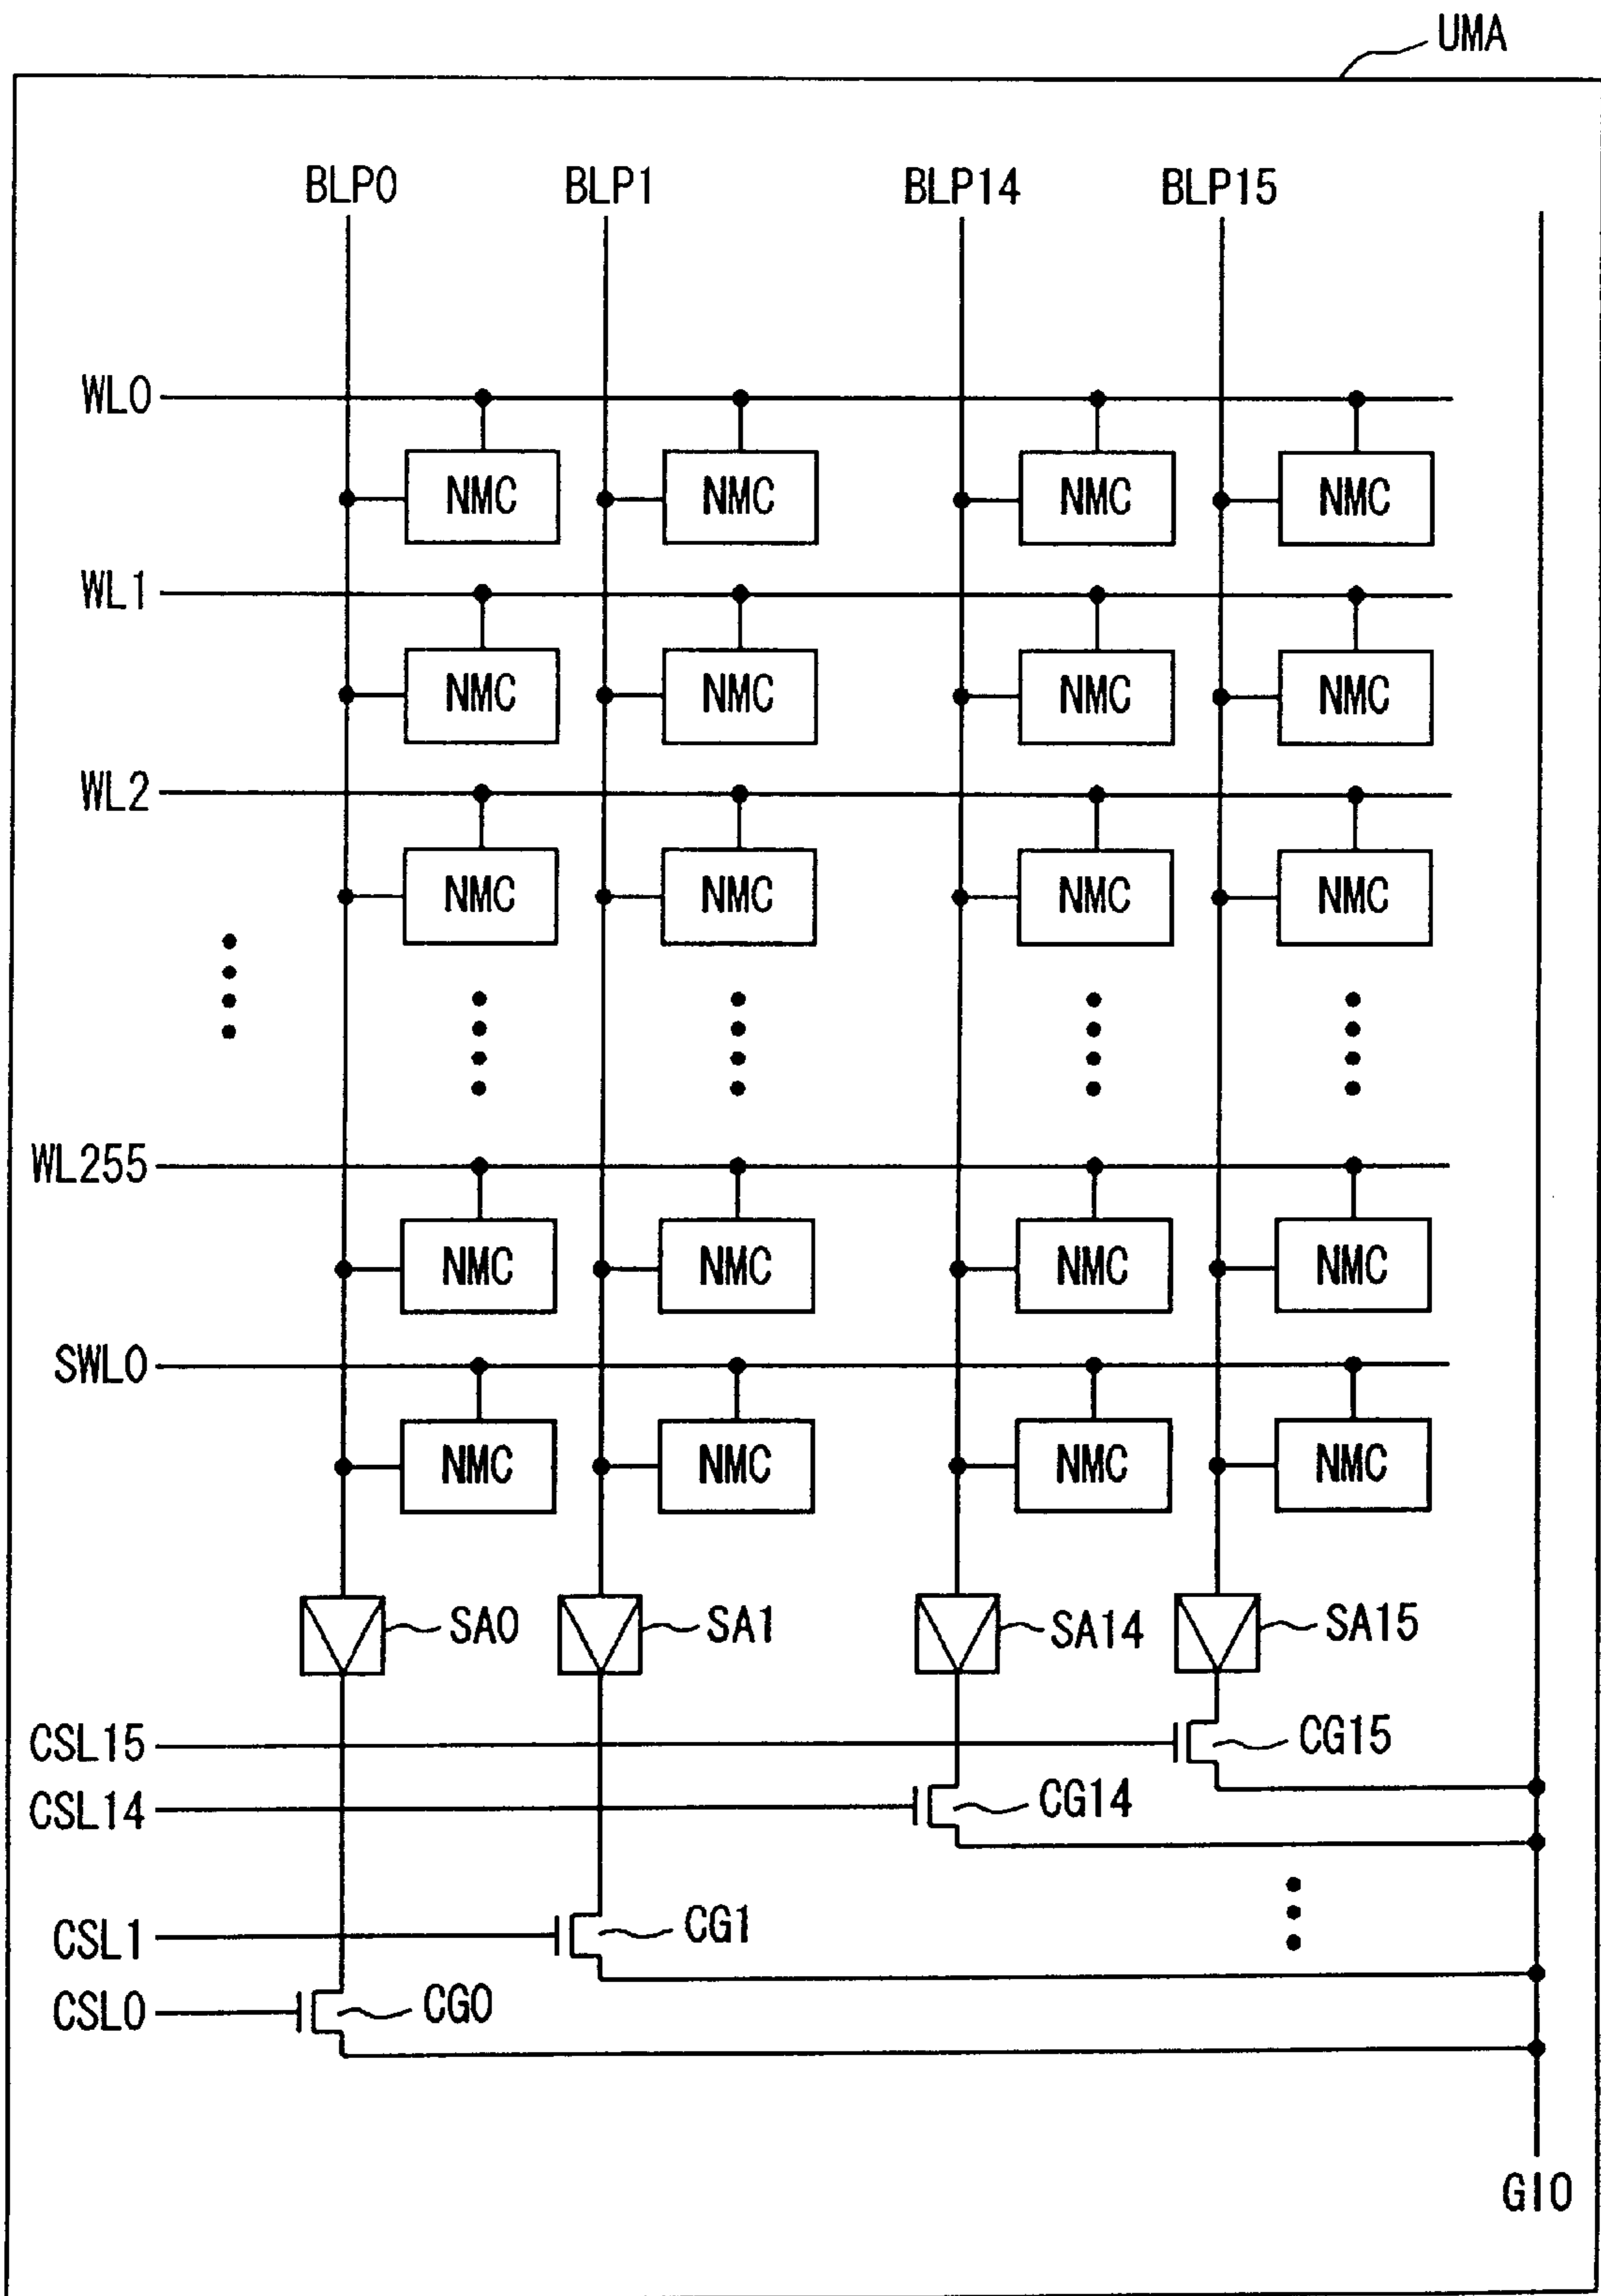 UMA
BLP0 BLP1 BLP14 BLP15
WL0
NMC NMC NMC NMC
WL1
NMC NMC NMC NMC
WL2
NMC NMC NMC NMC
WL255
NMC NMC NMC NMC
SWL0
NMC NMC NMC NMC
SA0 SA1 SA14 SA15
CSL15 CG15
CSL14 CG14
CSL1 CG1
CSL0 CG0
GIO